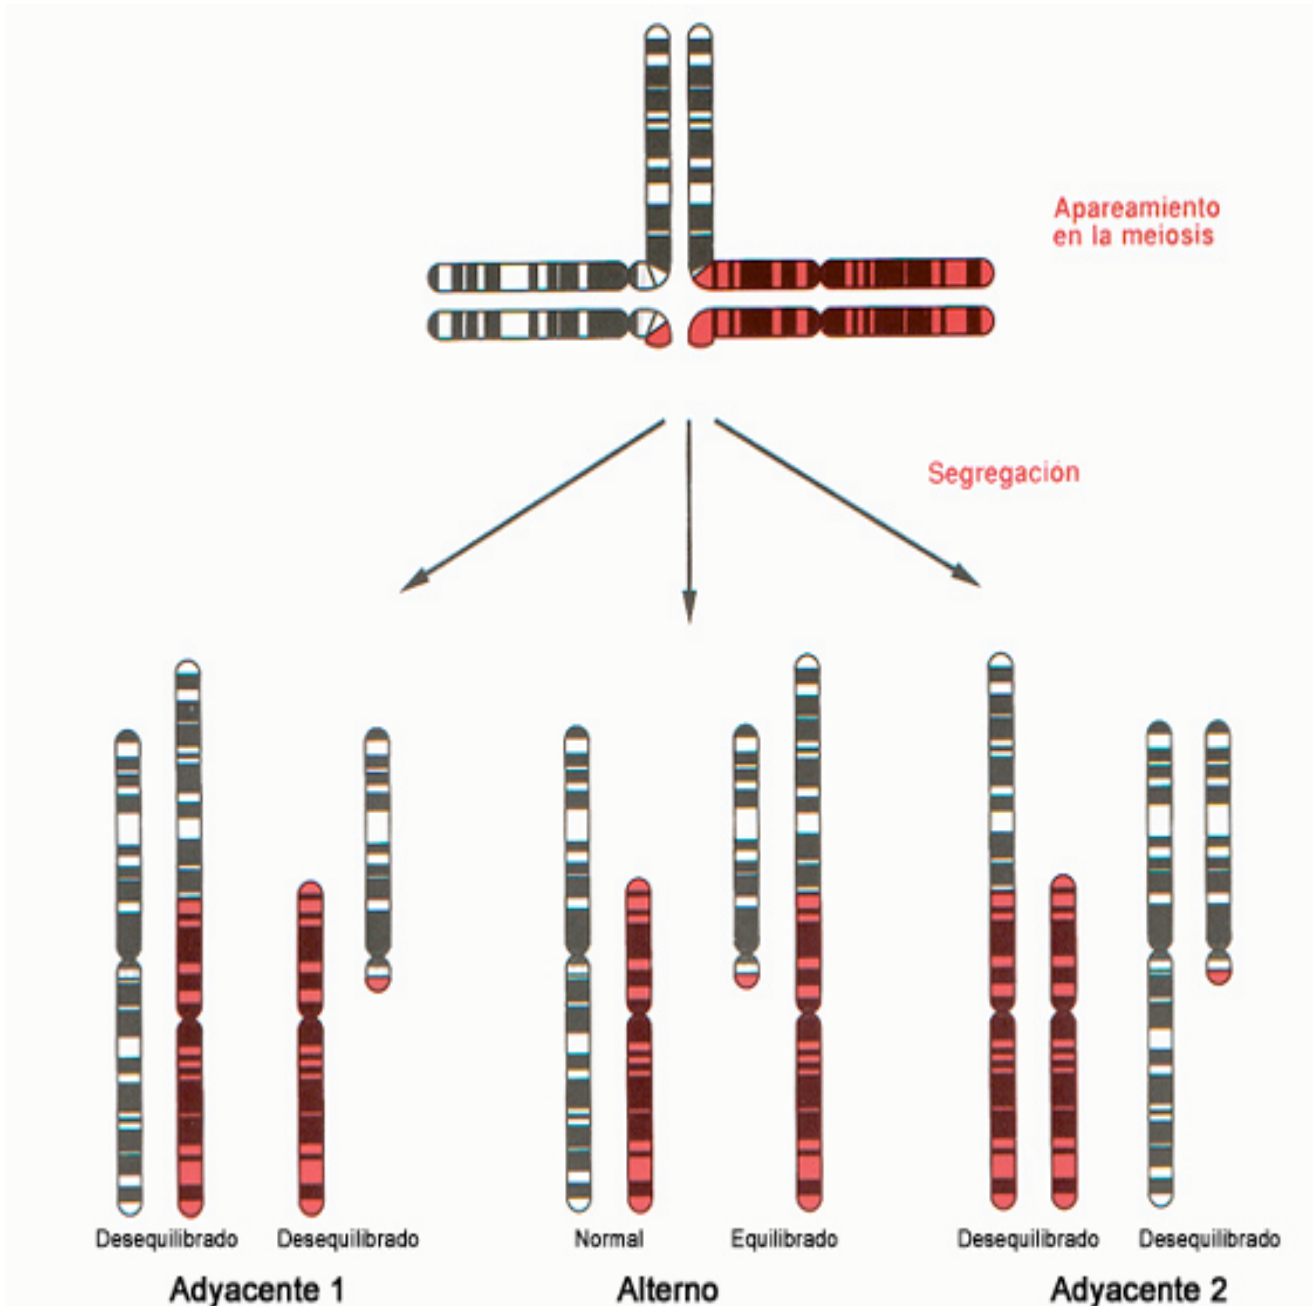 Apareamiento
en la meiosis
Segregación
Desequilibrado Desequilibrado Normal Equilibrado Desequilibrado Desequilibrado
Adyacente 1 Alterno Adyacente 2